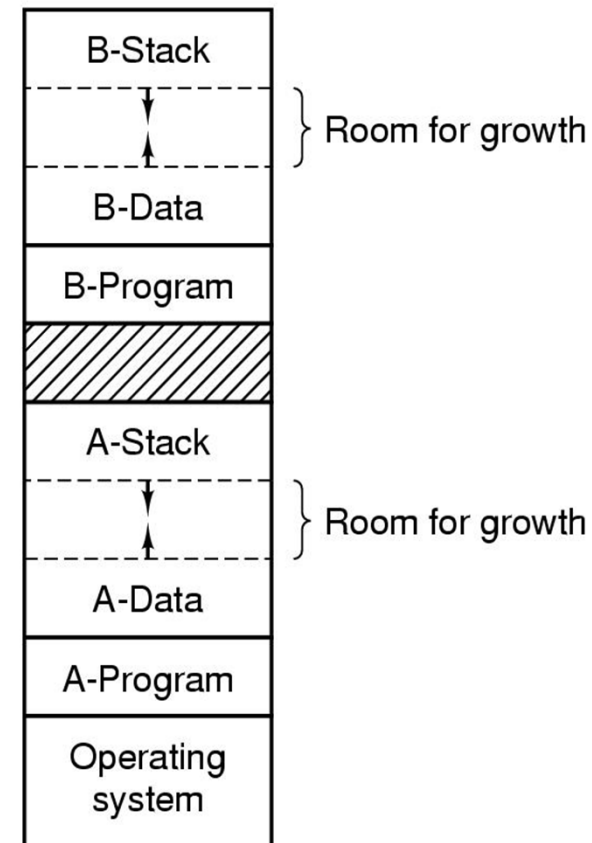 B-Stack
Room for growth
B-Data
B-Program
A-Stack
Room for growth
A-Data
A-Program
Operating
system